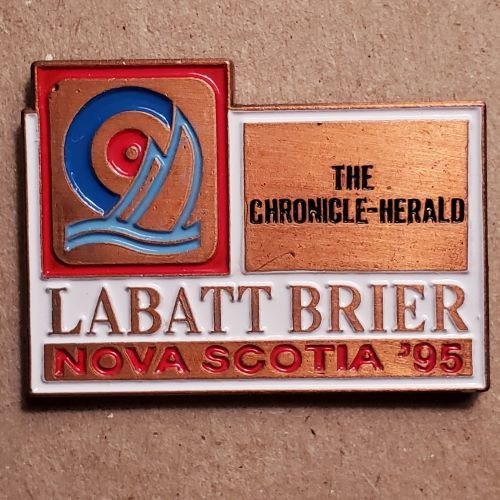 THE
CHRONICLE-HERALD
LABATT BRIER
NOVA SCOTIA '95